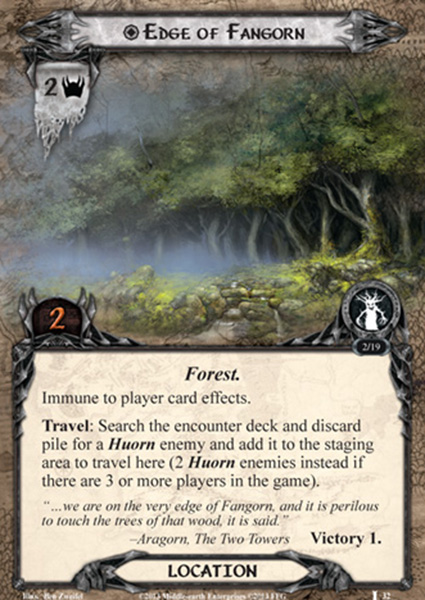 EDGE OF FANGORN
2
2
2/19
Forest.
Immune to player card effects.
Travel: Search the encounter deck and discard
pile for a Huorn enemy and add it to the staging
area to travel here (2 Huorn enemies instead if
there are 3 or more players in the game).
“…we are on the very edge of Fangorn, and it is perilous
to touch the trees of that wood, it is said.”
–Aragorn, The Two Towers
Victory 1.
LOCATION
Illus. Ben Zweifel
Middle-earth Enterprises
32